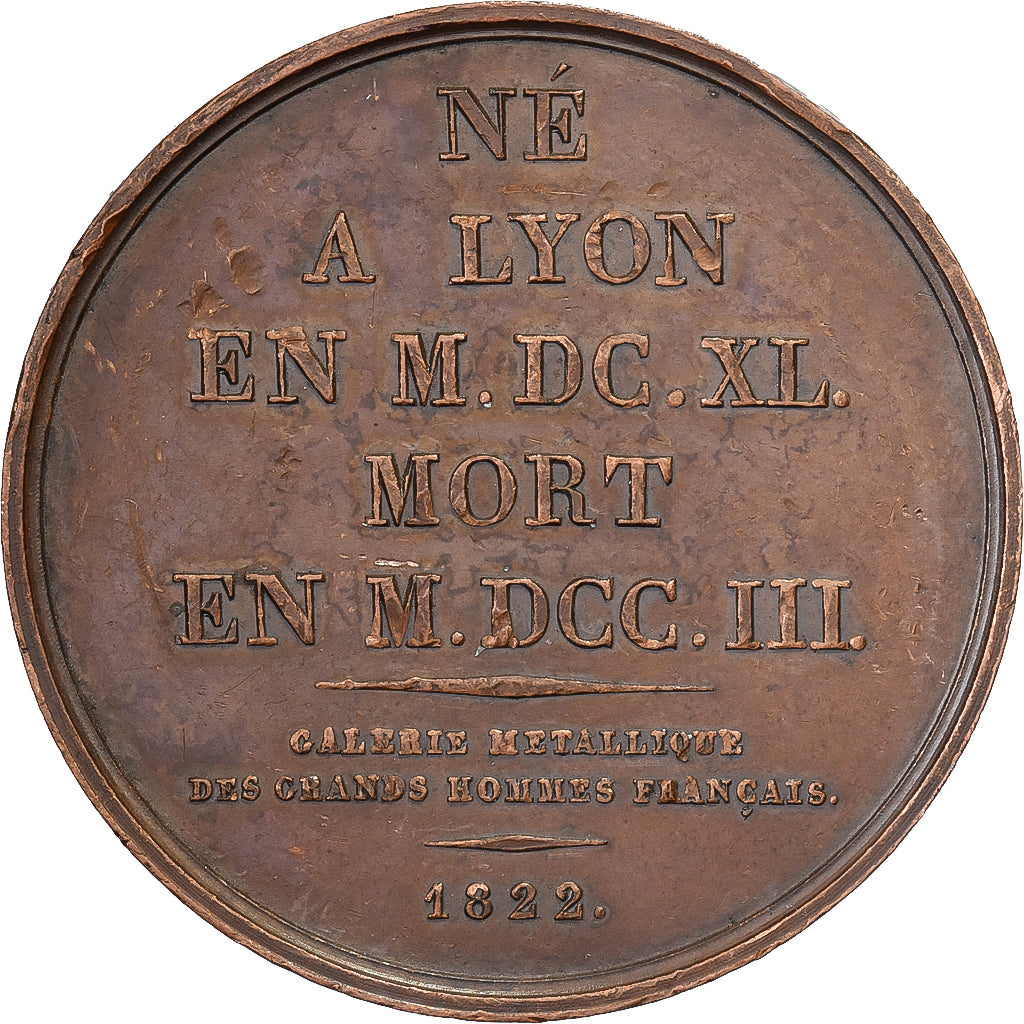 NÉ
A LYON
EN M.DC.XL.
MORT
EN M.DCC.III.
GALERIE METALLIQUE
DES GRANDS HOMMES FRANÇAIS.
1822.